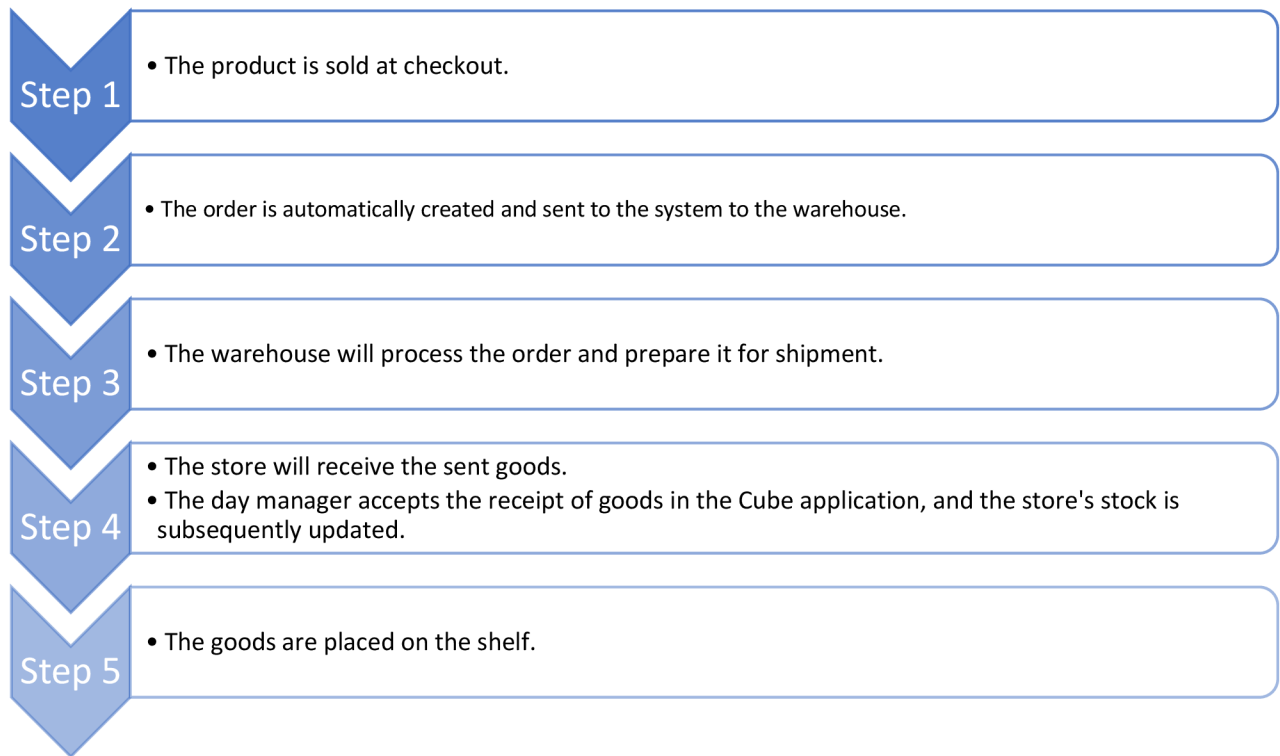 Step 1
• The product is sold at checkout.
Step 2
• The order is automatically created and sent to the system to the warehouse.
Step 3
• The warehouse will process the order and prepare it for shipment.
Step 4
• The store will receive the sent goods.
• The day manager accepts the receipt of goods in the Cube application, and the store's stock is
subsequently updated.
Step 5
• The goods are placed on the shelf.